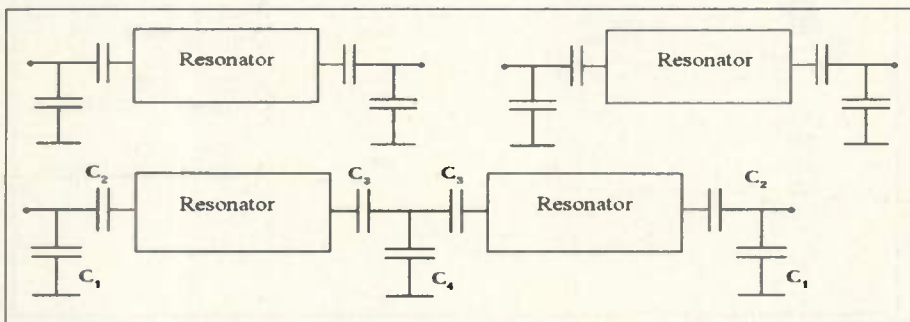 Resonator
Resonator
C₂
C₃
C₃
C₂
Resonator
Resonator
C₁
C₄
C₁